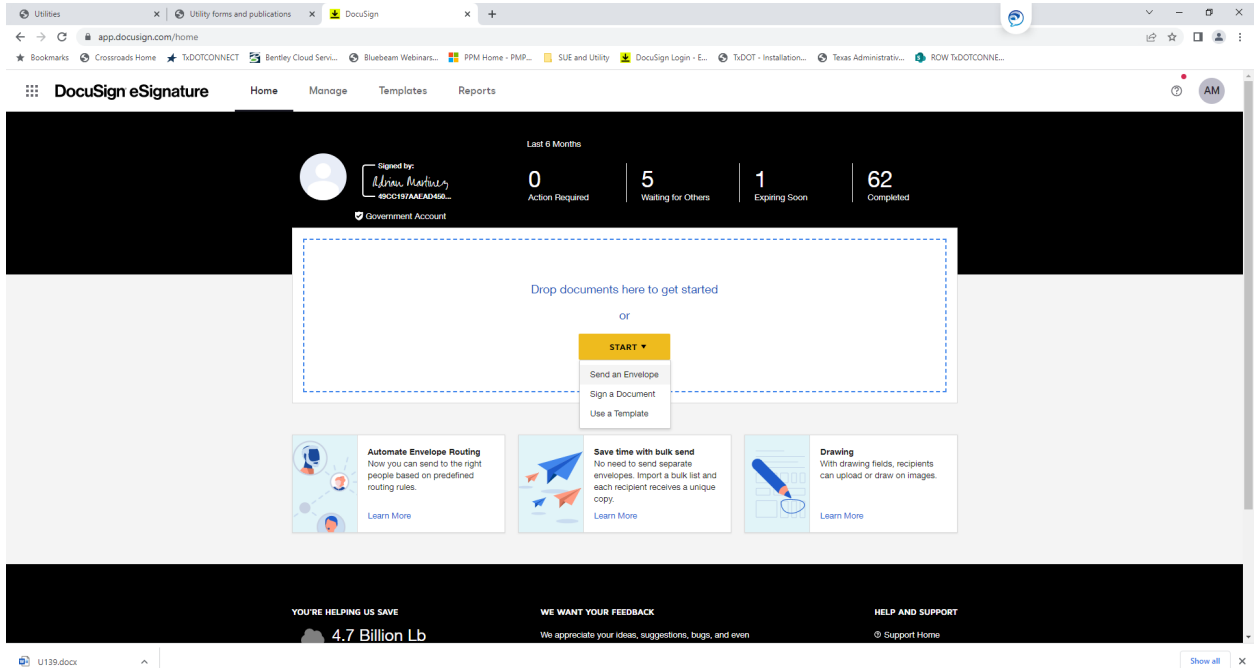 Utilities
Utility forms and publications
DocuSign
app.docusign.com/home
Bookmarks
Crossroads Home
TxDOTCONNECT
Bentley Cloud Servi...
Bluebeam Webinars...
PPM Home - PMP...
SUE and Utility
DocuSign Login - E...
TxDOT - Installation...
Texas Administrativ...
ROW TxDOTCONNE...
DocuSign eSignature
Home
Manage
Templates
Reports
AM
Last 6 Months
Signed by:
Adrian Martinez
49CC197AAEAD450...
Government Account
0
Action Required
5
Waiting for Others
1
Expiring Soon
62
Completed
Drop documents here to get started
or
START
Send an Envelope
Sign a Document
Use a Template
Automate Envelope Routing
Now you can send to the right
people based on predefined
routing rules.
Learn More
Save time with bulk send
No need to send separate
envelopes. Import a bulk list and
each recipient receives a unique
copy.
Learn More
Drawing
With drawing fields, recipients
can upload or draw on images.
Learn More
YOU'RE HELPING US SAVE
4.7 Billion Lb
WE WANT YOUR FEEDBACK
We appreciate your ideas, suggestions, bugs, and even
HELP AND SUPPORT
Support Home
U139.docx
Show all